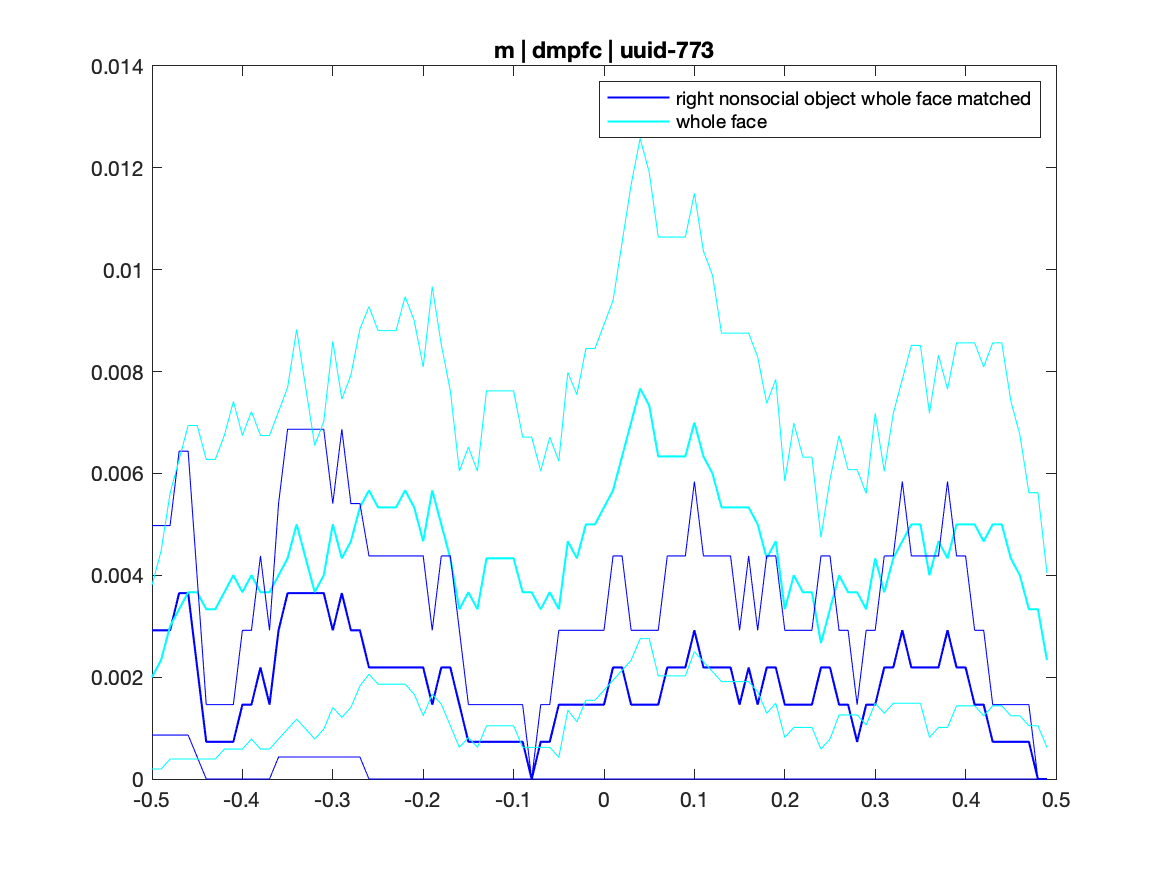 m | dmpfc | uuid-773
right nonsocial object whole face matched
whole face
0.014
0.012
0.01
0.008
0.006
0.004
0.002
0
-0.5 -0.4 -0.3 -0.2 -0.1 0 0.1 0.2 0.3 0.4 0.5